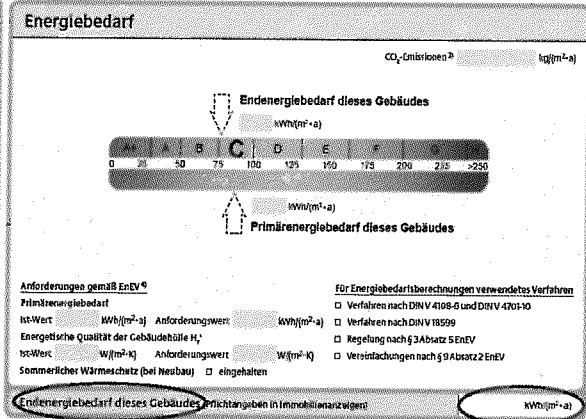 Energiebedarf
CO₂-Emissionen kg/(m²·a)
Endenergiebedarf dieses Gebäudes
kWh/(m²·a)
A+ A B C D E F G
0 25 50 75 100 125 150 175 200 225 >250
kWh/(m²·a)
Primärenergiebedarf dieses Gebäudes
Anforderungen gemäß EnEV ⁴⁾
Primärenergiebedarf
Ist-Wert kWh/(m²·a) Anforderungswert kWh/(m²·a)
Energetische Qualität der Gebäudehülle Hₜ'
Ist-Wert W/(m²·K) Anforderungswert W/(m²·K)
Sommerlicher Wärmeschutz (bei Neubau) □ eingehalten
Für Energiebedarfsberechnungen verwendetes Verfahren
□ Verfahren nach DIN V 4108-6 und DIN V 4701-10
□ Verfahren nach DIN V 18599
□ Regelung nach § 3 Absatz 5 EnEV
□ Vereinfachungen nach § 9 Absatz 2 EnEV
Endenergiebedarf dieses Gebäudes
Pflichtangaben in Immobilienanzeigen)
kWh/(m²·a)